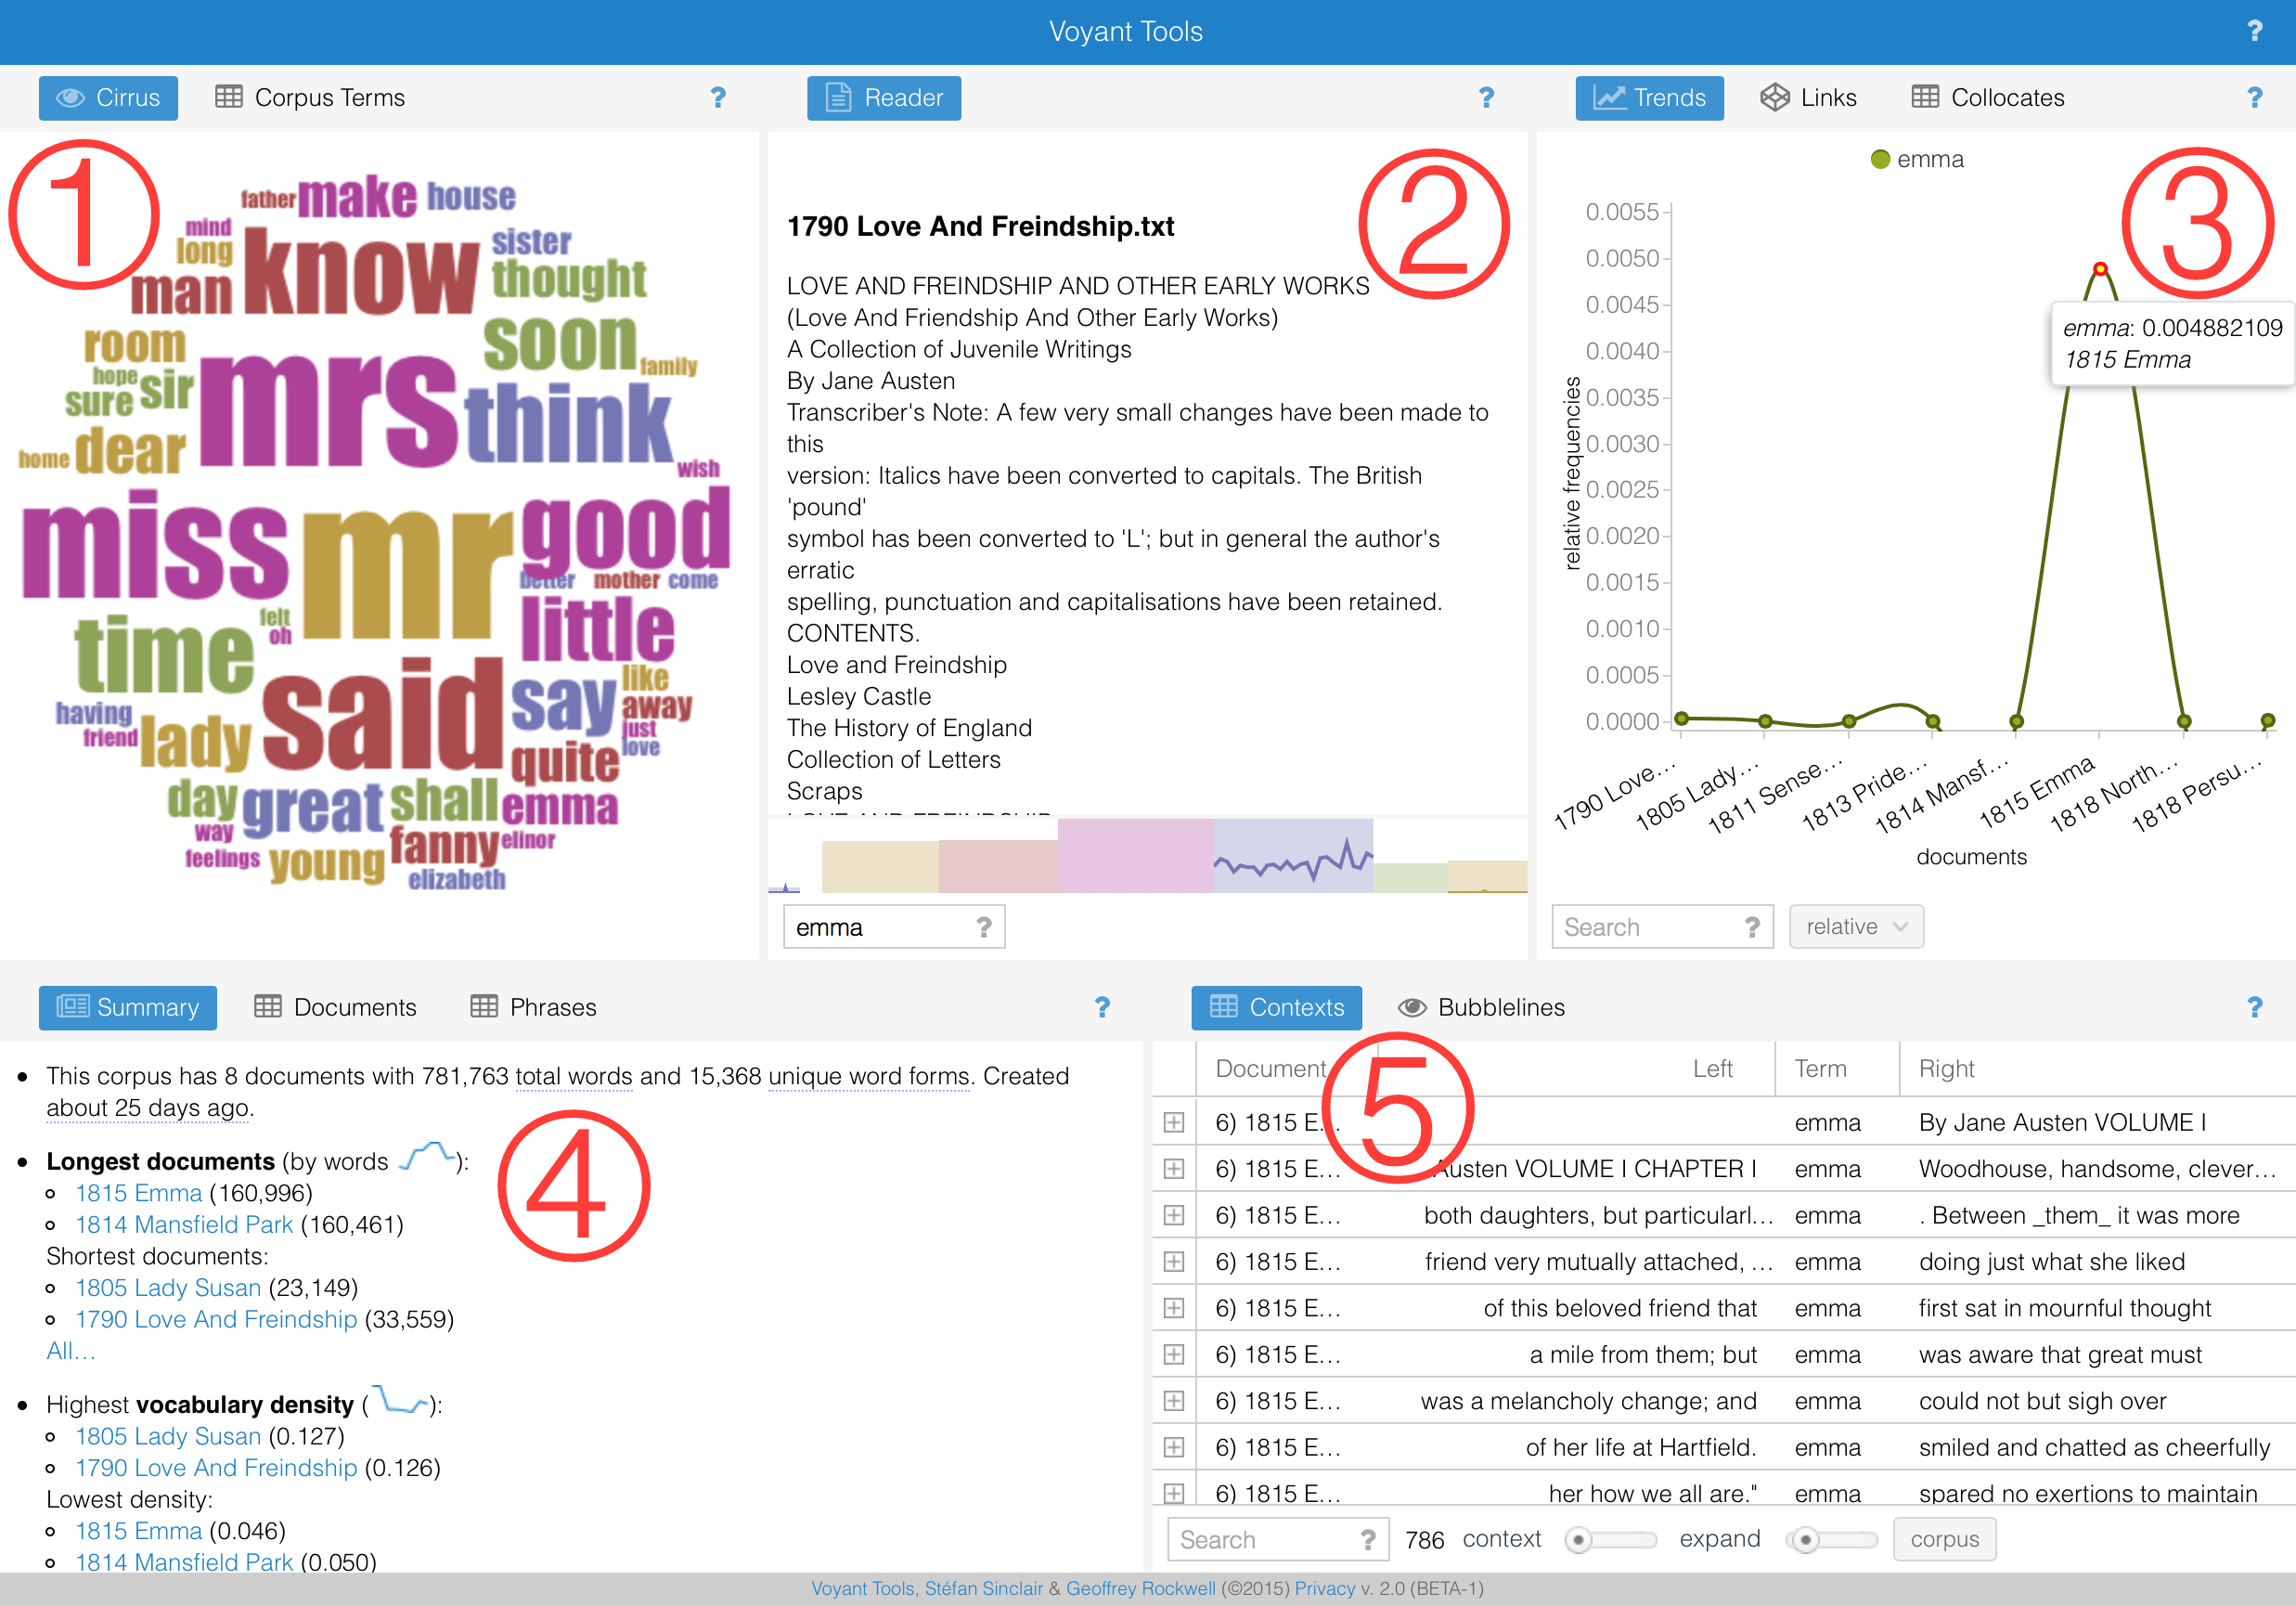 Voyant Tools
?
Cirrus Corpus Terms ?
1
father make house
mind
long know sister
man thought
room soon
hope sir mrs family
sure think
home dear wish
miss mr good
better mother come
time felt little
oh
said say like
having away
friend lady just
quite love
day great shall emma
way fanny elinor
feelings young elizabeth
Reader ?
2
1790 Love And Freindship.txt
LOVE AND FREINDSHIP AND OTHER EARLY WORKS
(Love And Friendship And Other Early Works)
A Collection of Juvenile Writings
By Jane Austen
Transcriber's Note: A few very small changes have been made to
this
version: Italics have been converted to capitals. The British
'pound'
symbol has been converted to 'L'; but in general the author's
erratic
spelling, punctuation and capitalisations have been retained.
CONTENTS.
Love and Freindship
Lesley Castle
The History of England
Collection of Letters
Scraps
LOVE AND FREINDSHIP
emma ?
Trends Links Collocates ?
3
emma
0.0055
0.0050
0.0045
0.0040
0.0035
0.0030
0.0025
0.0020
0.0015
0.0010
0.0005
0.0000
relative frequencies
emma: 0.004882109
1815 Emma
1790 Love…
1805 Lady…
1811 Sense…
1813 Pride…
1814 Mansf…
1815 Emma
1818 North…
1818 Persu…
documents
Search ? relative
Summary Documents Phrases ?
4
This corpus has 8 documents with 781,763 total words and 15,368 unique word forms. Created
about 25 days ago.
Longest documents (by words ):
1815 Emma (160,996)
1814 Mansfield Park (160,461)
Shortest documents:
1805 Lady Susan (23,149)
1790 Love And Freindship (33,559)
All…
Highest vocabulary density ( ):
1805 Lady Susan (0.127)
1790 Love And Freindship (0.126)
Lowest density:
1815 Emma (0.046)
1814 Mansfield Park (0.050)
Contexts Bubblelines ?
5
Document Left Term Right
6) 1815 E… emma By Jane Austen VOLUME I
6) 1815 E… Austen VOLUME I CHAPTER I emma Woodhouse, handsome, clever…
6) 1815 E… both daughters, but particularl… emma . Between _them_ it was more
6) 1815 E… friend very mutually attached, … emma doing just what she liked
6) 1815 E… of this beloved friend that emma first sat in mournful thought
6) 1815 E… a mile from them; but emma was aware that great must
6) 1815 E… was a melancholy change; and emma could not but sigh over
6) 1815 E… of her life at Hartfield. emma smiled and chatted as cheerfully
6) 1815 E… her how we all are." emma spared no exertions to maintain
Search ? 786 context expand corpus
Voyant Tools, Stéfan Sinclair & Geoffrey Rockwell (©2015) Privacy v. 2.0 (BETA-1)